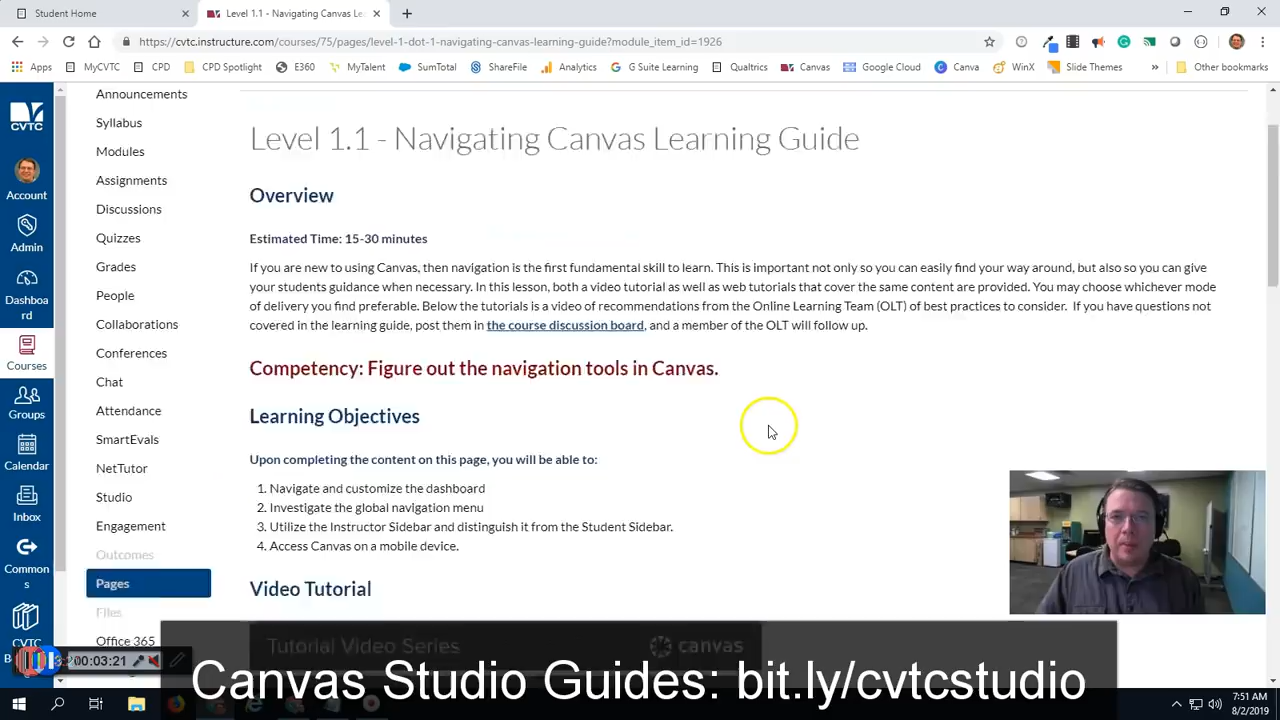 Student Home
Level 1.1 - Navigating Canvas Le
https://cvtc.instructure.com/courses/75/pages/level-1-dot-1-navigating-canvas-learning-guide?module_item_id=1926
Apps MyCVTC CPD CPD Spotlight E360 MyTalent SumTotal ShareFile Analytics G Suite Learning Qualtrics Canvas Google Cloud Canva WinX Slide Themes » Other bookmarks
CVTC
Account
Admin
Dashboa
rd
Courses
Groups
Calendar
Inbox
Common
s
CVTC
Announcements
Syllabus
Modules
Assignments
Discussions
Quizzes
Grades
People
Collaborations
Conferences
Chat
Attendance
SmartEvals
NetTutor
Studio
Engagement
Outcomes
Pages
Files
Office 365
Level 1.1 - Navigating Canvas Learning Guide
Overview
Estimated Time: 15-30 minutes
If you are new to using Canvas, then navigation is the first fundamental skill to learn. This is important not only so you can easily find your way around, but also so you can give
your students guidance when necessary. In this lesson, both a video tutorial as well as web tutorials that cover the same content are provided. You may choose whichever mode
of delivery you find preferable. Below the tutorials is a video of recommendations from the Online Learning Team (OLT) of best practices to consider. If you have questions not
covered in the learning guide, post them in the course discussion board, and a member of the OLT will follow up.
Competency: Figure out the navigation tools in Canvas.
Learning Objectives
Upon completing the content on this page, you will be able to:
1. Navigate and customize the dashboard
2. Investigate the global navigation menu
3. Utilize the Instructor Sidebar and distinguish it from the Student Sidebar.
4. Access Canvas on a mobile device.
Video Tutorial
Tutorial Video Series canvas
00:03:21
Canvas Studio Guides: bit.ly/cvtcstudio
7:51 AM
8/2/2019